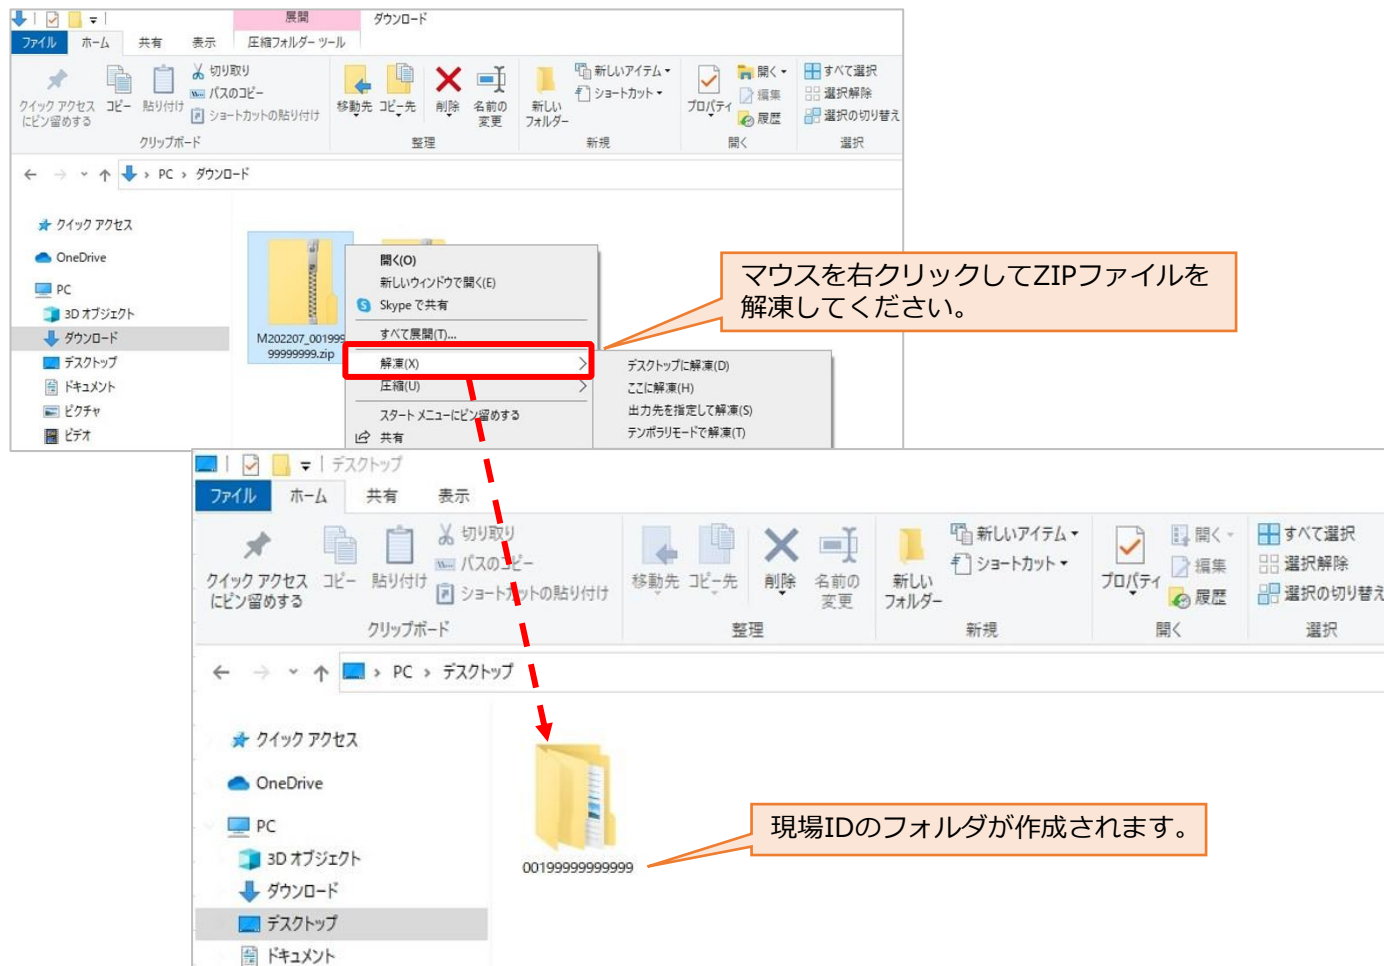 展開
ダウンロード
ファイル ホーム 共有 表示 圧縮フォルダー ツール
クイック アクセス
にピン留めする
コピー
貼り付け
切り取り
パスのコピー
ショートカットの貼り付け
クリップボード
移動先
コピー先
削除
名前の
変更
整理
新しい
フォルダー
新しいアイテム
ショートカット
新規
プロパティ
開く
編集
履歴
開く
すべて選択
選択解除
選択の切り替え
選択
PC › ダウンロード
クイック アクセス
OneDrive
PC
3D オブジェクト
ダウンロード
デスクトップ
ドキュメント
ピクチャ
ビデオ
M202207_001999
99999999.zip
開く(O)
新しいウィンドウで開く(E)
Skype で共有
すべて展開(T)...
解凍(X)
圧縮(U)
スタート メニューにピン留めする
共有
デスクトップに解凍(D)
ここに解凍(H)
出力先を指定して解凍(S)
テンポラリモードで解凍(T)
マウスを右クリックしてZIPファイルを
解凍してください。
デスクトップ
ファイル ホーム 共有 表示
クイック アクセス
にピン留めする
コピー
貼り付け
切り取り
パスのコピー
ショートカットの貼り付け
クリップボード
移動先
コピー先
削除
名前の
変更
整理
新しい
フォルダー
新しいアイテム
ショートカット
新規
プロパティ
開く
編集
履歴
開く
すべて選択
選択解除
選択の切り替え
選択
PC › デスクトップ
クイック アクセス
OneDrive
PC
3D オブジェクト
ダウンロード
デスクトップ
ドキュメント
00199999999999
現場IDのフォルダが作成されます。